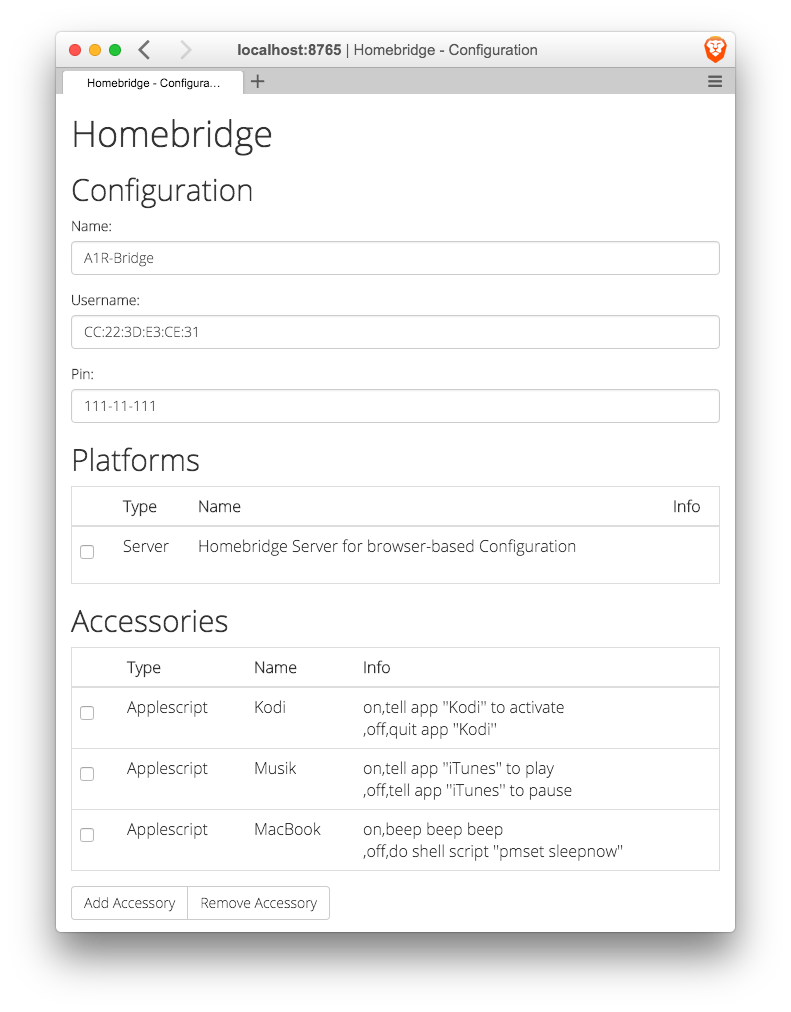 localhost:8765 | Homebridge - Configuration
Homebridge - Configura...
Homebridge
Configuration
Name:
A1R-Bridge
Username:
CC:22:3D:E3:CE:31
Pin:
111-11-111
Platforms
Type Name Info
Server Homebridge Server for browser-based Configuration
Accessories
Type Name Info
Applescript Kodi on,tell app "Kodi" to activate
,off,quit app "Kodi"
Applescript Musik on,tell app "iTunes" to play
,off,tell app "iTunes" to pause
Applescript MacBook on,beep beep beep
,off,do shell script "pmset sleepnow"
Add Accessory Remove Accessory